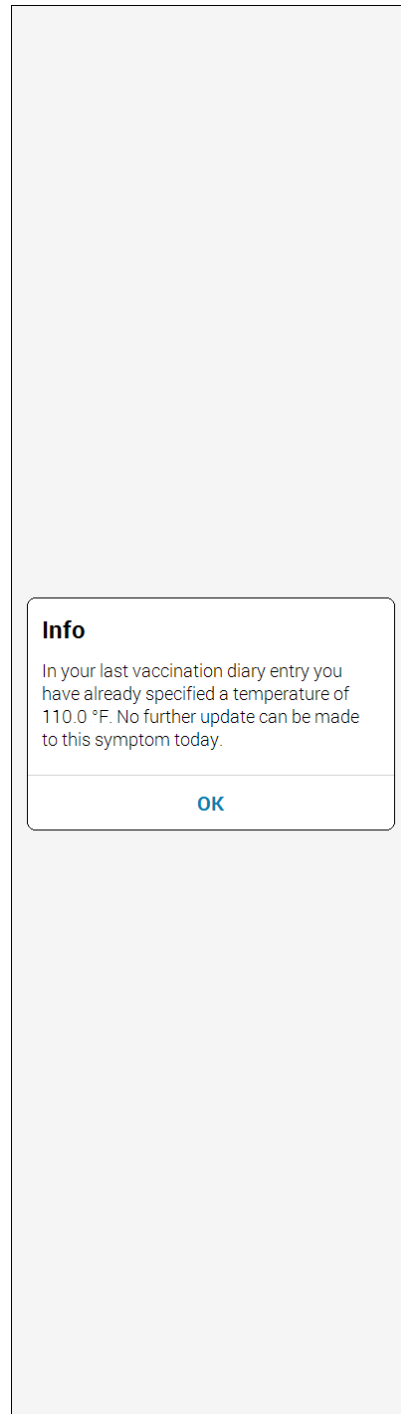 Info
In your last vaccination diary entry you
have already specified a temperature of
110.0 °F. No further update can be made
to this symptom today.
OK